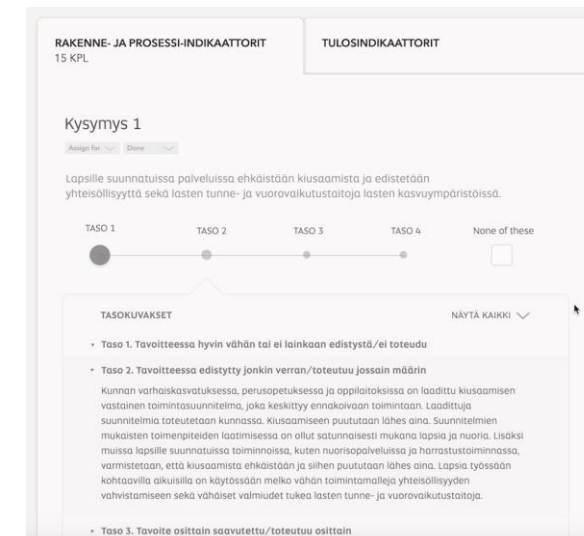 RAKENNE- JA PROSESSI-INDIKAATTORIT
15 KPL
TULOSINDIKAATTORIT
Kysymys 1
Assign for
Done
Lapsille suunnatuissa palveluissa ehkäistään kiusaamista ja edistetään
yhteisöllisyyttä sekä lasten tunne- ja vuorovaikutustaitoja lasten kasvuympäristöissä.
TASO 1
TASO 2
TASO 3
TASO 4
None of these
TASOKUVAKSET
NÄYTÄ KAIKKI
Taso 1. Tavoitteessa hyvin vähän tai ei lainkaan edistystä/ei toteudu
Taso 2. Tavoitteessa edistytty jonkin verran/toteutuu jossain määrin
Kunnan varhaiskasvatuksessa, perusopetuksessa ja oppilaitoksissa on laadittu kiusaamisen
vastainen toimintasuunnitelma, joka keskittyy ennakoivaan toimintaan. Laadittuja
suunnitelmia toteutetaan kunnassa. Kiusaamiseen puututaan lähes aina. Suunnitelmien
mukaisten toimenpiteiden laatimisessa on ollut satunnaisesti mukana lapsia ja nuoria. Lisäksi
muissa lapsille suunnatuissa toiminnoissa, kuten nuorisopalveluissa ja harrastustoiminnassa,
varmistetaan, että kiusaamista ehkäistään ja siihen puututaan lähes aina. Lapsia työssään
kohtaavilla aikuisilla on käytössään melko vähän toimintamalleja yhteisöllisyyden
vahvistamiseen sekä vähäiset valmiudet tukea lasten tunne- ja vuorovaikutustaitoja.
Taso 3. Tavoite osittain saavutettu/toteutuu osittain